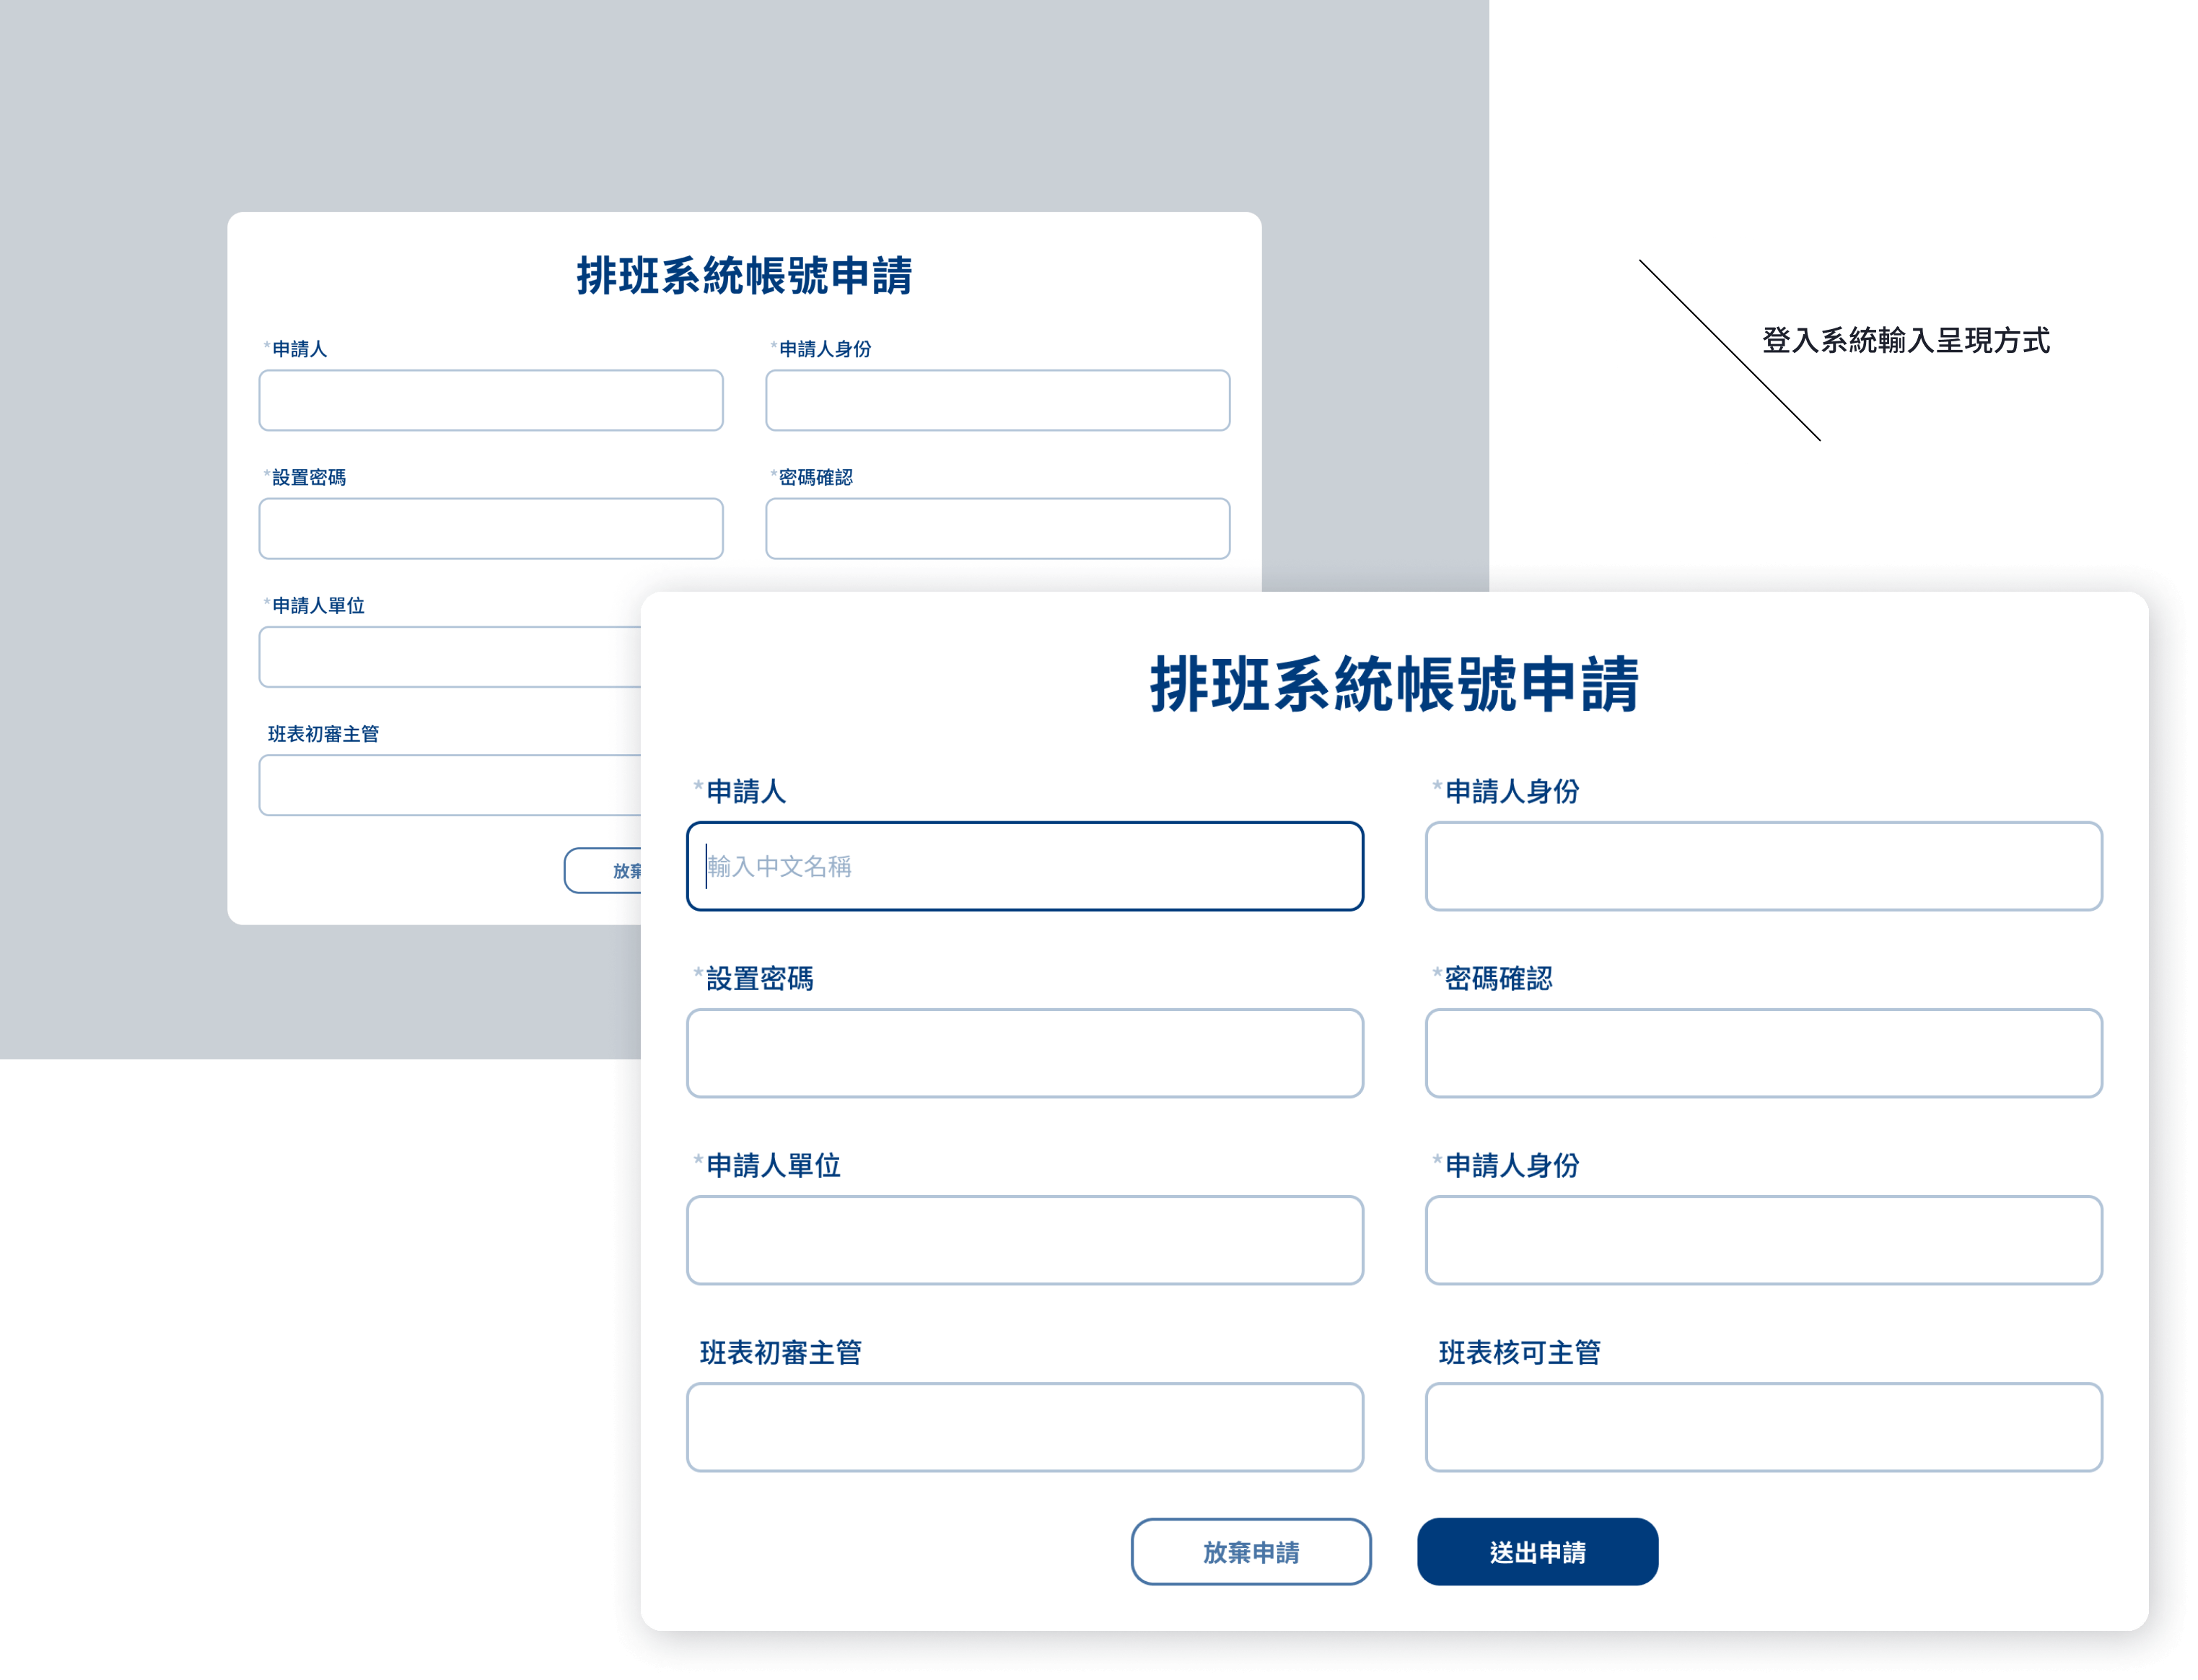 排班系統帳號申請
*申請人
*申請人身份
*設置密碼
*密碼確認
*申請人單位
班表初審主管
放棄
登入系統輸入呈現方式
排班系統帳號申請
*申請人
*申請人身份
輸入中文名稱
*設置密碼
*密碼確認
*申請人單位
*申請人身份
班表初審主管
班表核可主管
放棄申請
送出申請